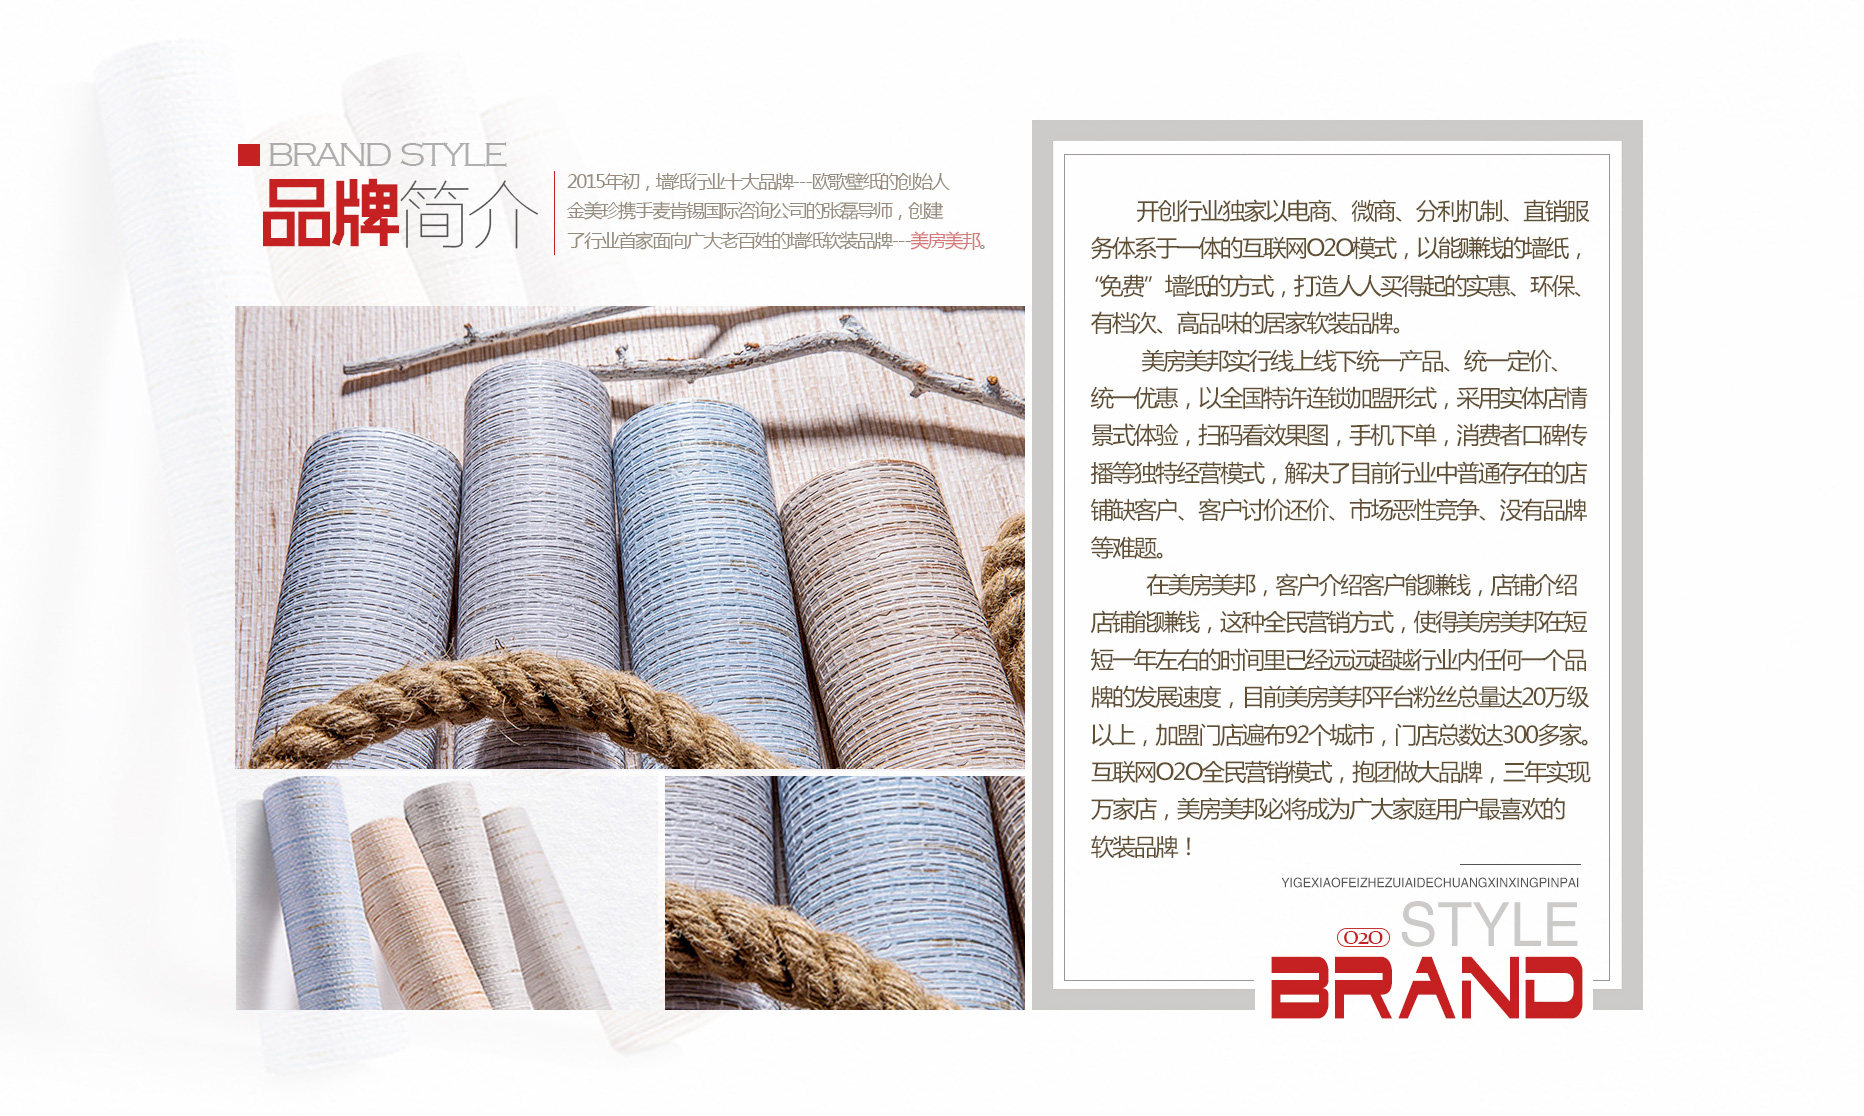 BRAND STYLE
品牌简介
2015年初，墙纸行业十大品牌---欧歌壁纸的创始人
金美珍携手麦肯锡国际咨询公司的张磊导师，创建
了行业首家面向广大老百姓的墙纸软装品牌---美房美邦。
开创行业独家以电商、微商、分利机制、直销服
务体系于一体的互联网O2O模式，以能赚钱的墙纸，
“免费”墙纸的方式，打造人人买得起的实惠、环保、
有档次、高品味的居家软装品牌。
美房美邦实行线上线下统一产品、统一定价、
统一优惠，以全国特许连锁加盟形式，采用实体店情
景式体验，扫码看效果图，手机下单，消费者口碑传
播等独特经营模式，解决了目前行业中普通存在的店
铺缺客户、客户讨价还价、市场恶性竞争、没有品牌
等难题。
在美房美邦，客户介绍客户能赚钱，店铺介绍
店铺能赚钱，这种全民营销方式，使得美房美邦在短
短一年左右的时间里已经远远超越行业内任何一个品
牌的发展速度，目前美房美邦平台粉丝总量达20万级
以上，加盟门店遍布92个城市，门店总数达300多家。
互联网O2O全民营销模式，抱团做大品牌，三年实现
万家店，美房美邦必将成为广大家庭用户最喜欢的
软装品牌！
YIGEXIAOFEIZHEZUIAIDECHUANGXINXINGPINPAI
O2O STYLE
BRAND